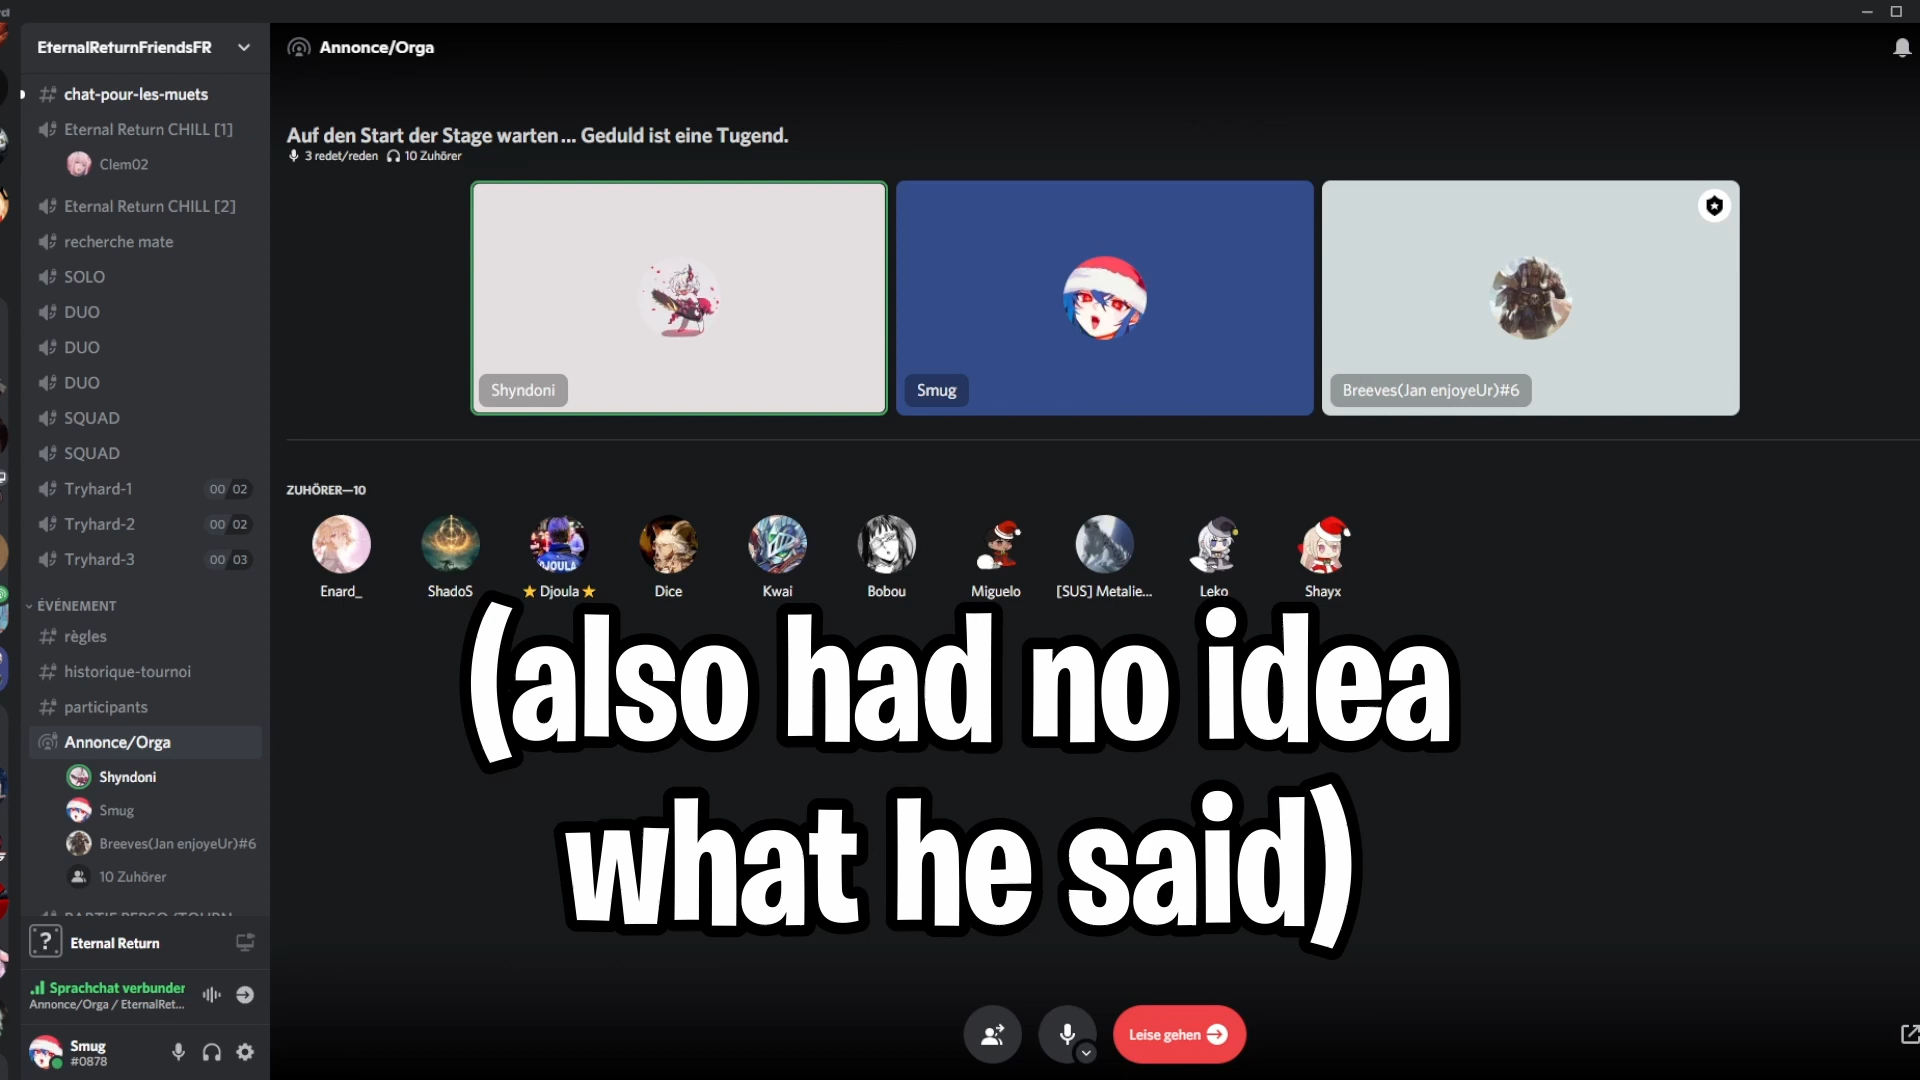 EternalReturnFriendsFR
chat-pour-les-muets
Eternal Return CHILL [1]
Clem02
Eternal Return CHILL [2]
recherche mate
SOLO
DUO
DUO
DUO
SQUAD
SQUAD
Tryhard-1 00 02
Tryhard-2 00 02
Tryhard-3 00 03
ÉVÉNEMENT
règles
historique-tournoi
participants
Annonce/Orga
Shyndoni
Smug
Breeves(Jan enjoyeUr)#6
10 Zuhörer
Eternal Return
Sprachchat verbunden
Annonce/Orga / EternalRet...
Smug
#0878
Annonce/Orga
Auf den Start der Stage warten... Geduld ist eine Tugend.
3 redet/reden 10 Zuhörer
Shyndoni
Smug
Breeves(Jan enjoyeUr)#6
ZUHÖRER—10
DJOULA
Enard_ ShadoS ★ Djoula ★ Dice Kwai Bobou Miguelo [SUS] Metalie... Leko Shayx
(also had no idea
what he said)
Leise gehen